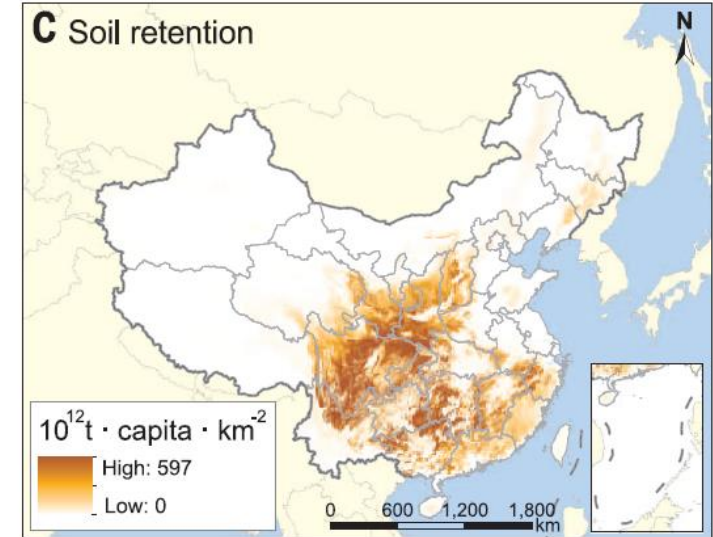 C Soil retention
N
10¹²t · capita · km⁻²
High: 597
Low: 0
0 600 1,200 1,800
km